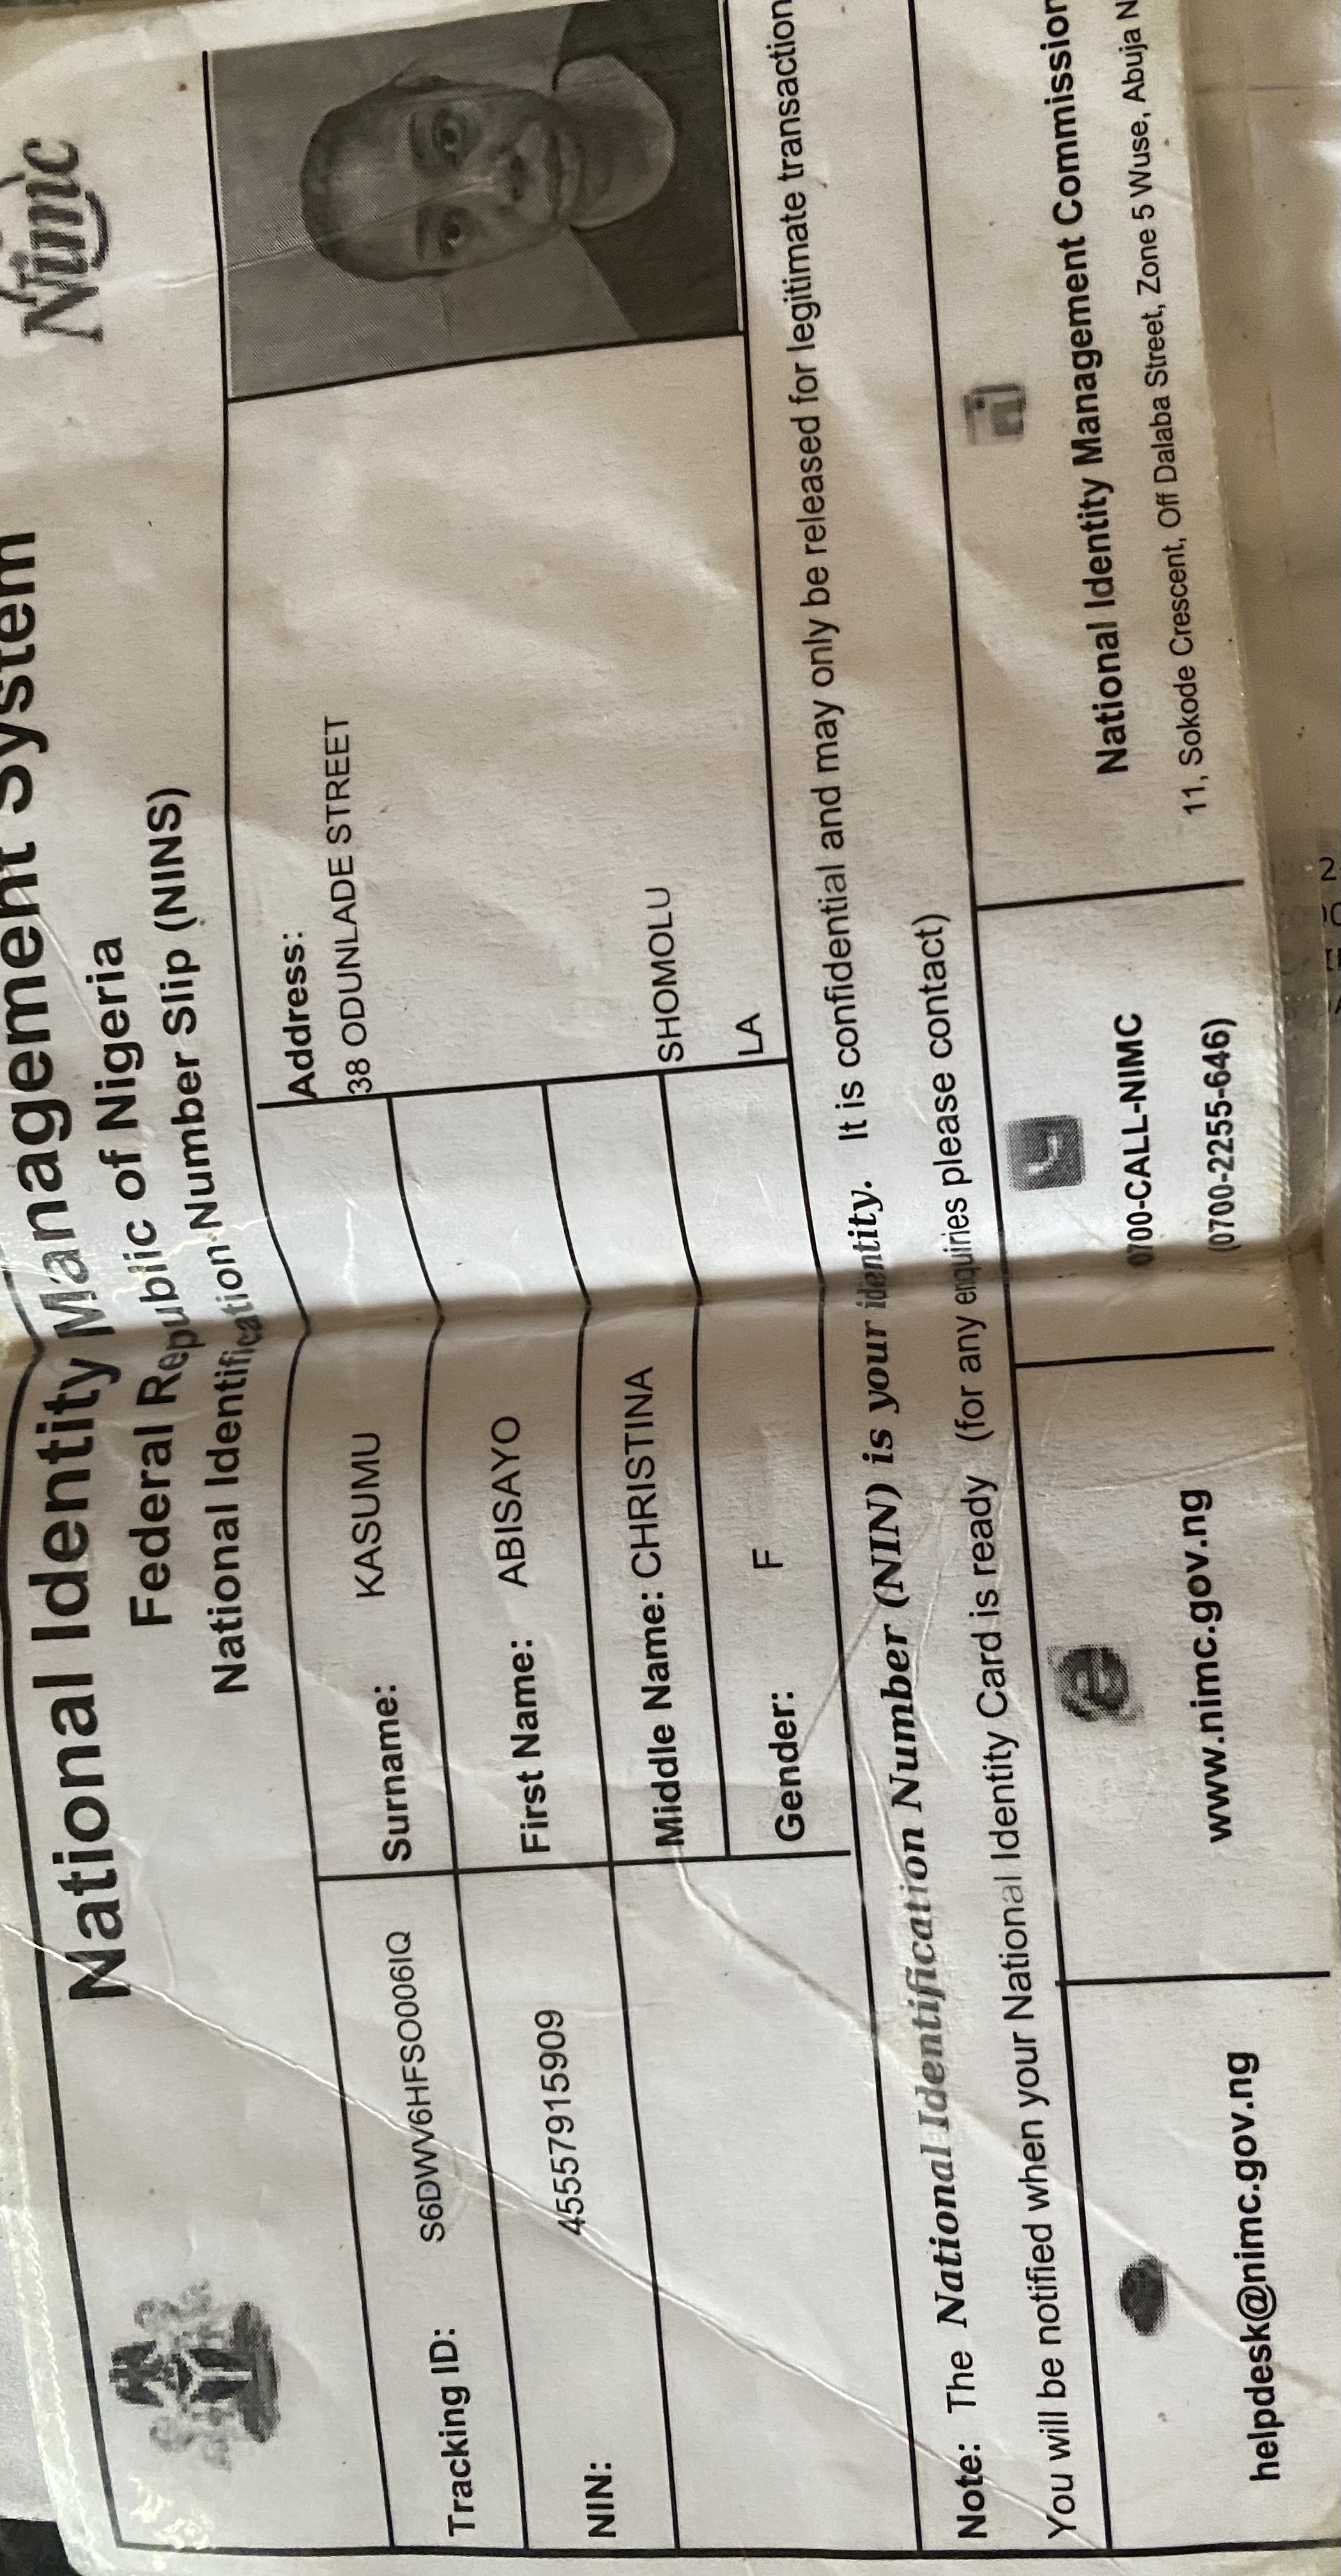 National Identity Management System
Federal Republic of Nigeria
National Identification Number Slip (NINS)
Nimc
Tracking ID: S6DWV6HFSO006IQ
NIN: 45557915909
Surname: KASUMU
First Name: ABISAYO
Middle Name: CHRISTINA
Gender: F
Address:
38 ODUNLADE STREET
SHOMOLU
LA
Note: The National Identification Number (NIN) is your identity. It is confidential and may only be released for legitimate transaction
You will be notified when your National Identity Card is ready (for any enquiries please contact)
helpdesk@nimc.gov.ng
www.nimc.gov.ng
0700-CALL-NIMC
(0700-2255-646)
National Identity Management Commission
11, Sokode Crescent, Off Dalaba Street, Zone 5 Wuse, Abuja N